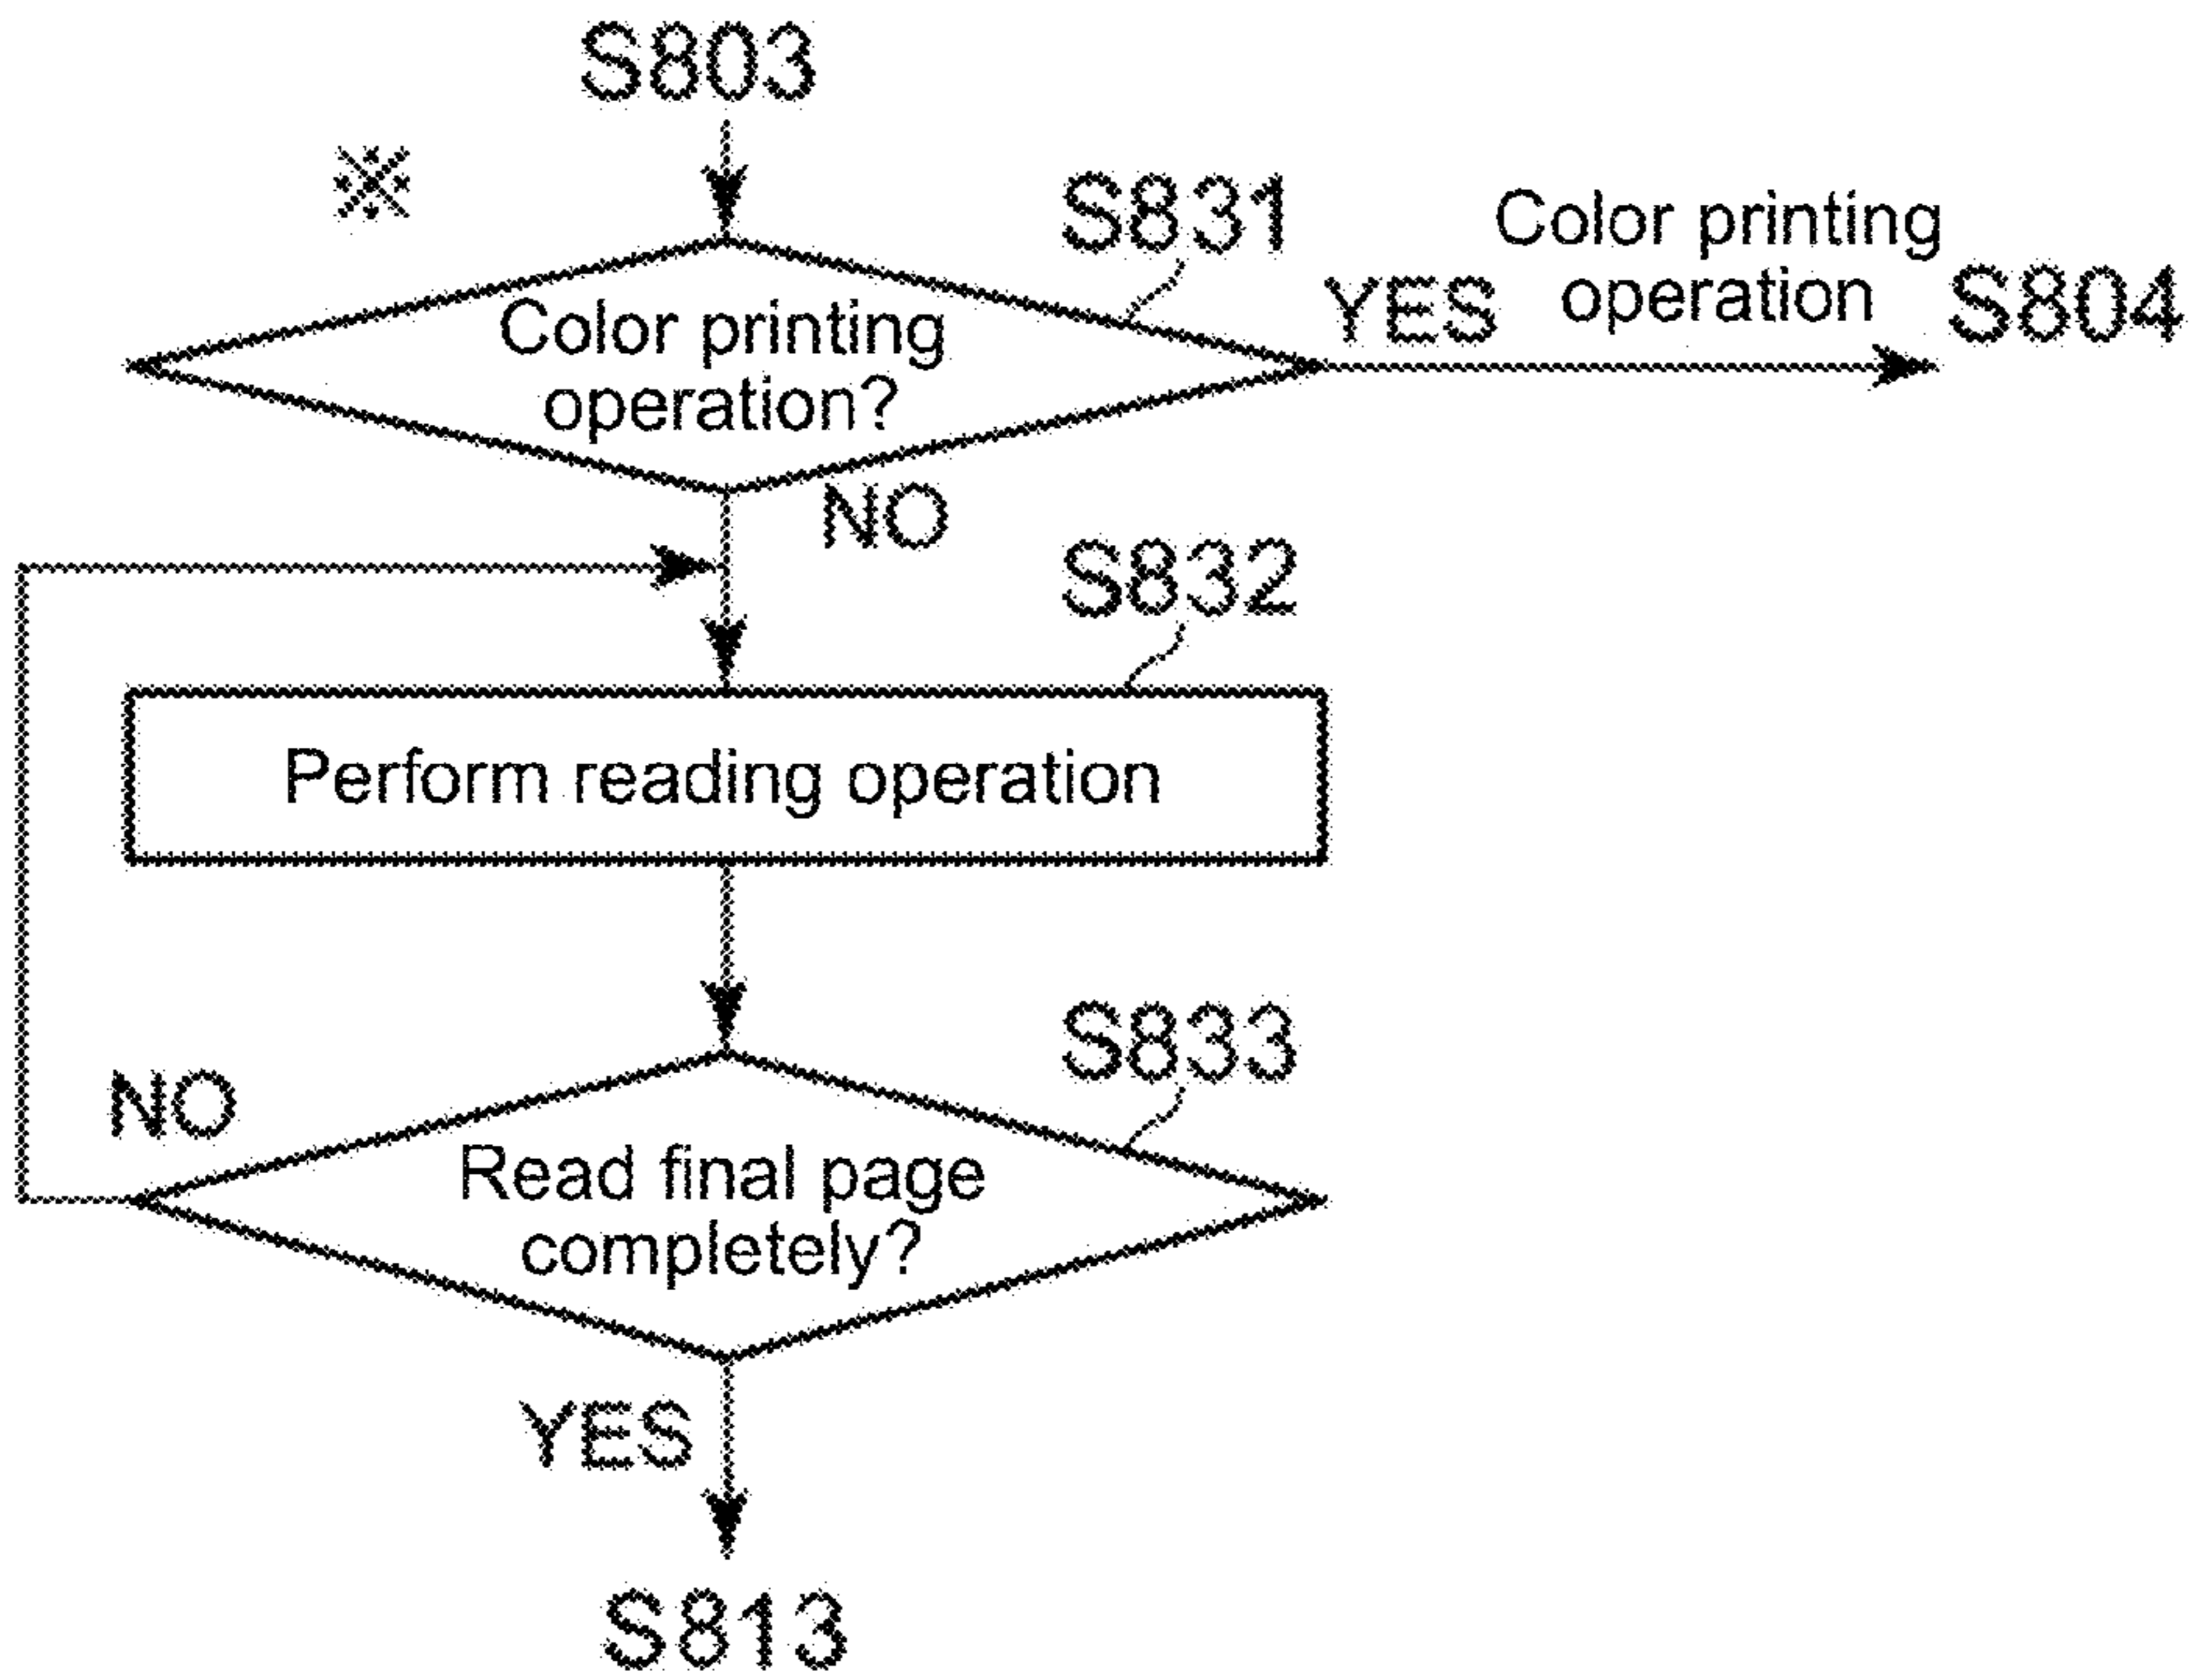 S803
※
S831
Color printing
operation?
YES
Color printing
operation
S804
NO
S832
Perform reading operation
S833
NO
Read final page
completely?
YES
S813